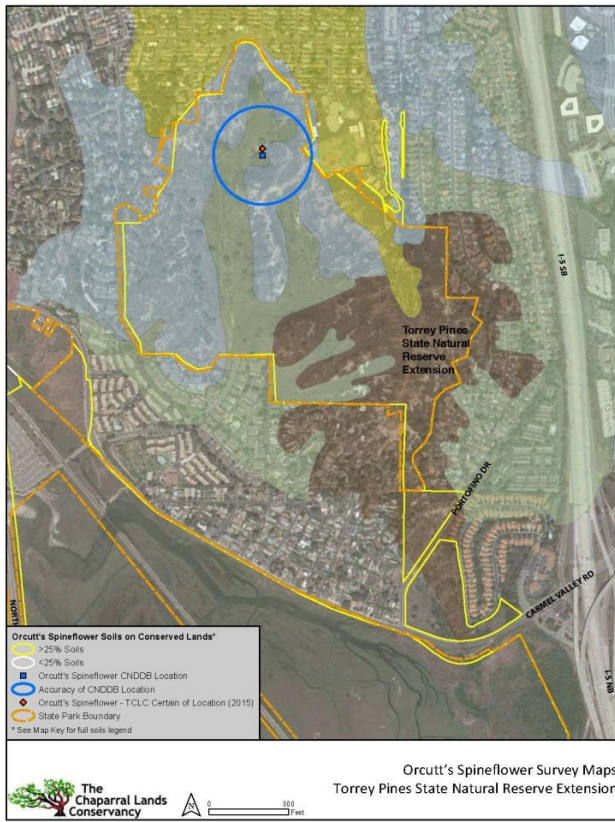 I-5 SB
Torrey Pines
State Natural
Reserve
Extension
PORTOFINO DR
CARMEL VALLEY RD
NORTH
I-5 NB
Orcutt's Spineflower Soils on Conserved Lands*
>25% Soils
<25% Soils
Orcutt's Spineflower CNDDB Location
Accuracy of CNDDB Location
Orcutt's Spineflower - TCLC Certain of Location (2015)
State Park Boundary
* See Map Key for full soils legend
The
Chaparral Lands
Conservancy
N
0 800
Feet
Orcutt's Spineflower Survey Maps
Torrey Pines State Natural Reserve Extension